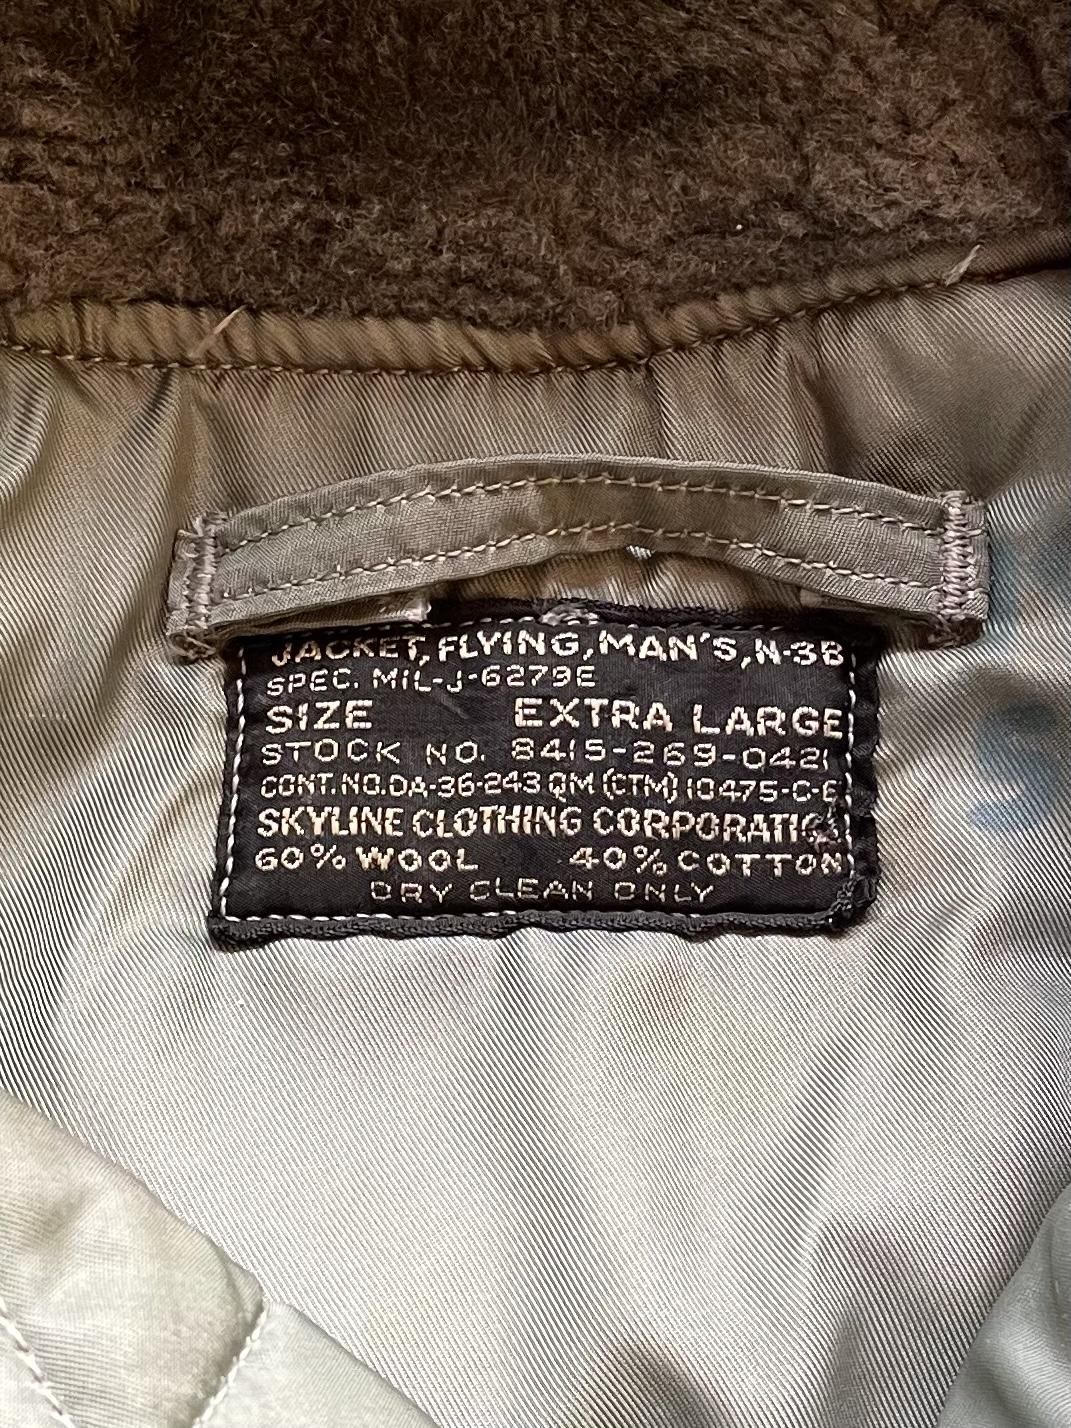 JACKET, FLYING, MAN'S, N-3B
SPEC. MIL-J-6279E
SIZE EXTRA LARGE
STOCK NO. 8415-269-0421
CONT. NO. DA-36-243 QM (CTM) 10475-C-E
SKYLINE CLOTHING CORPORATIO
60% WOOL 40% COTTON
DRY CLEAN ONLY